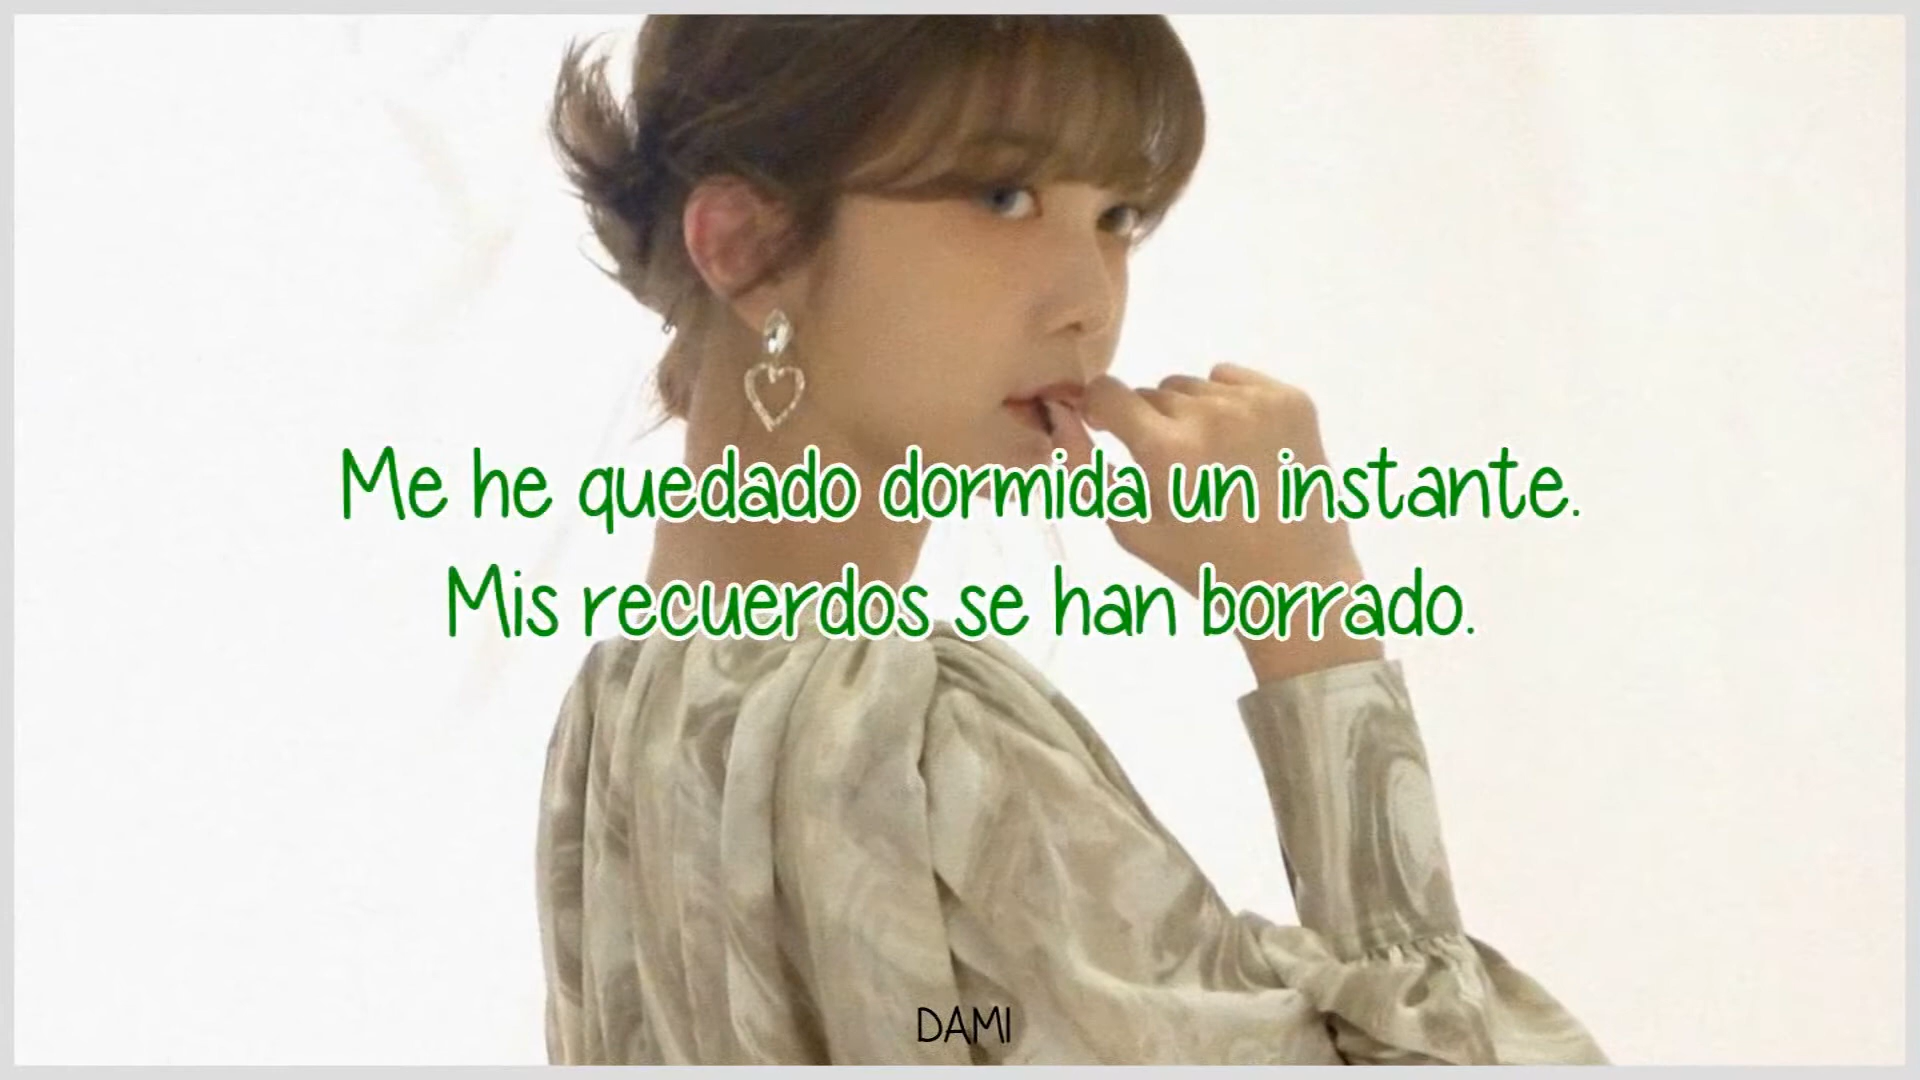 Me he quedado dormida un instante.
Mis recuerdos se han borrado.
DAMI